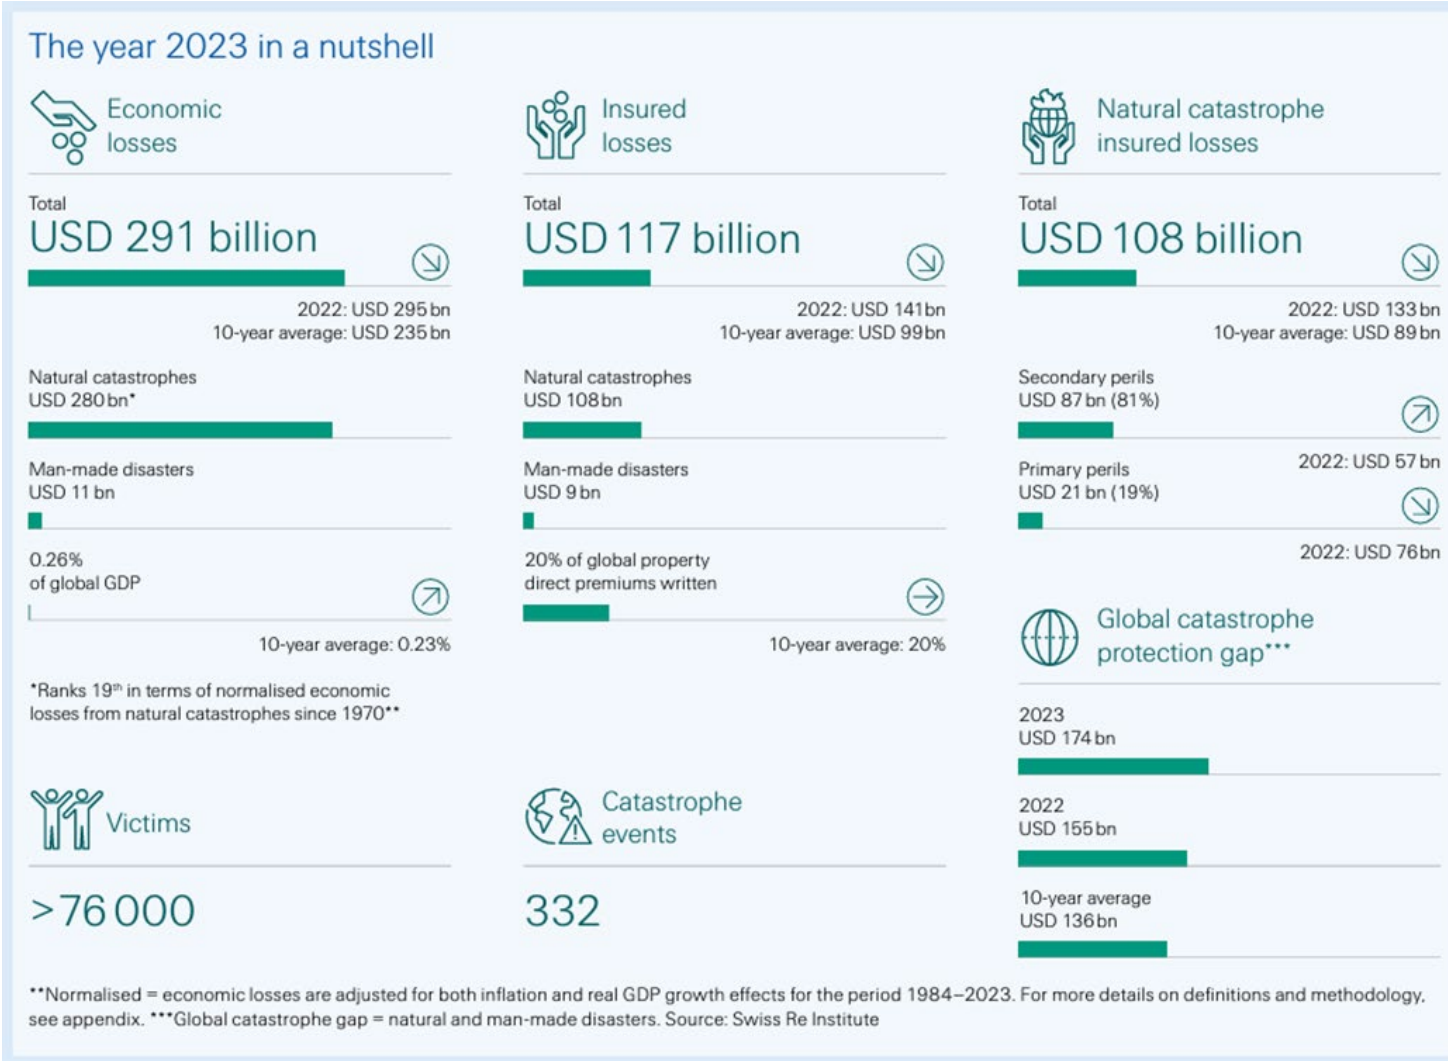 The year 2023 in a nutshell
Economic
losses
Total
USD 291 billion
2022: USD 295 bn
10-year average: USD 235 bn
Natural catastrophes
USD 280 bn*
Man-made disasters
USD 11 bn
0.26%
of global GDP
10-year average: 0.23%
*Ranks 19th in terms of normalised economic
losses from natural catastrophes since 1970**
Insured
losses
Total
USD 117 billion
2022: USD 141 bn
10-year average: USD 99 bn
Natural catastrophes
USD 108 bn
Man-made disasters
USD 9 bn
20% of global property
direct premiums written
10-year average: 20%
Natural catastrophe
insured losses
Total
USD 108 billion
2022: USD 133 bn
10-year average: USD 89 bn
Secondary perils
USD 87 bn (81%)
2022: USD 57 bn
Primary perils
USD 21 bn (19%)
2022: USD 76 bn
Global catastrophe
protection gap***
2023
USD 174 bn
2022
USD 155 bn
10-year average
USD 136 bn
Victims
>76 000
Catastrophe
events
332
**Normalised = economic losses are adjusted for both inflation and real GDP growth effects for the period 1984–2023. For more details on definitions and methodology,
see appendix. ***Global catastrophe gap = natural and man-made disasters. Source: Swiss Re Institute